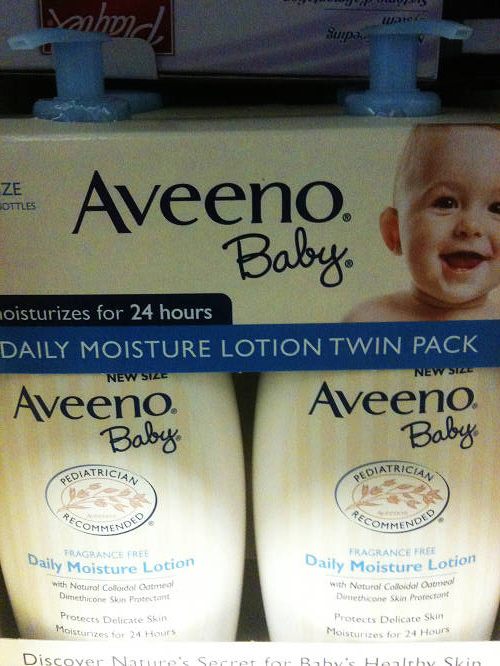 Playtex
ZE
OTTLES
Aveeno®
Baby®
oisturizes for 24 hours
DAILY MOISTURE LOTION TWIN PACK
NEW SIZE
Aveeno®
Baby®
PEDIATRICIAN
Aveeno
RECOMMENDED®
FRAGRANCE FREE
Daily Moisture Lotion
with Natural Colloidal Oatmeal
Dimethicone Skin Protectant
Protects Delicate Skin
Moisturizes for 24 Hours
NEW SIZE
Aveeno®
Baby®
PEDIATRICIAN
Aveeno
RECOMMENDED®
FRAGRANCE FREE
Daily Moisture Lotion
with Natural Colloidal Oatmeal
Dimethicone Skin Protectant
Protects Delicate Skin
Moisturizes for 24 Hours
Discover Nature's Secret for Baby's Healthy Skin